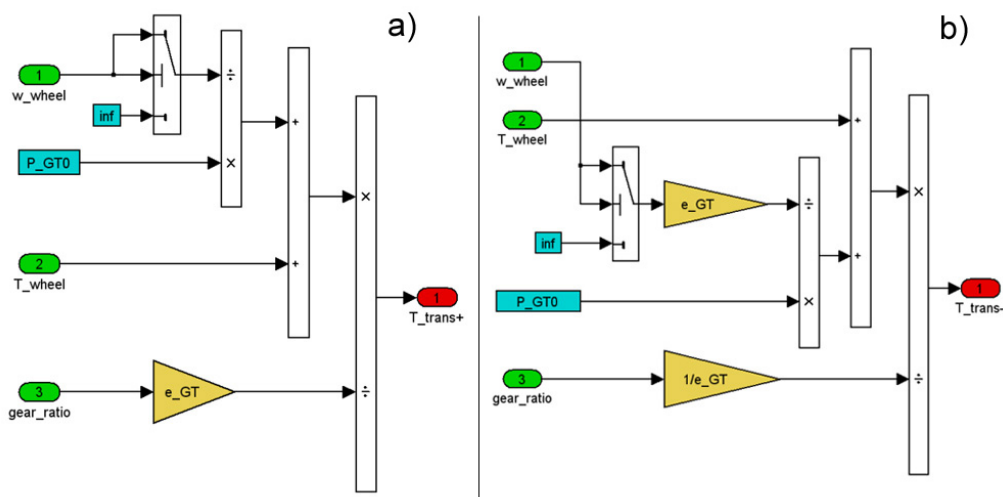 a)
1
w_wheel
÷
inf
+
P_GT0
×
×
2
T_wheel
+
1
T_trans+
3
gear_ratio
e_GT
÷
b)
1
w_wheel
2
T_wheel
+
e_GT
÷
×
inf
+
P_GT0
×
1
T_trans-
3
gear_ratio
1/e_GT
÷